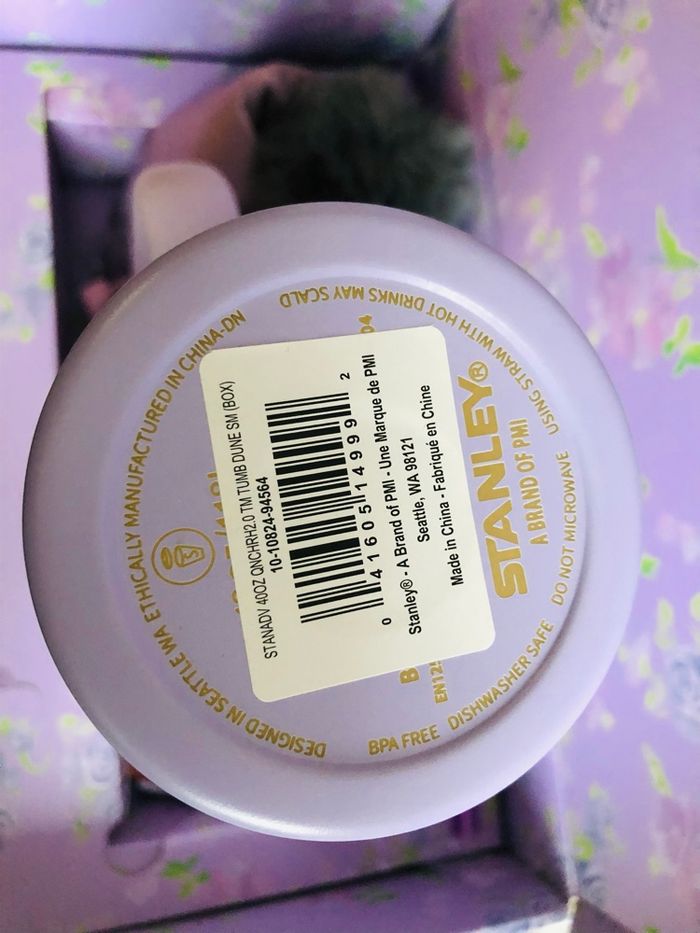 STANADV 40OZ QNCHRH2.0 TM TUMB DUNE SM (BOX)
10-10824-94564
0 41605 14999 2
Stanley® - A Brand of PMI - Une Marque de PMI
Seattle, WA 98121
Made in China - Fabriqué en Chine
STANLEY®
A BRAND OF PMI
DESIGNED IN SEATTLE WA ETHICALLY MANUFACTURED IN CHINA-DN
BPA FREE DISHWASHER SAFE DO NOT MICROWAVE USING STRAW WITH HOT DRINKS MAY SCALD